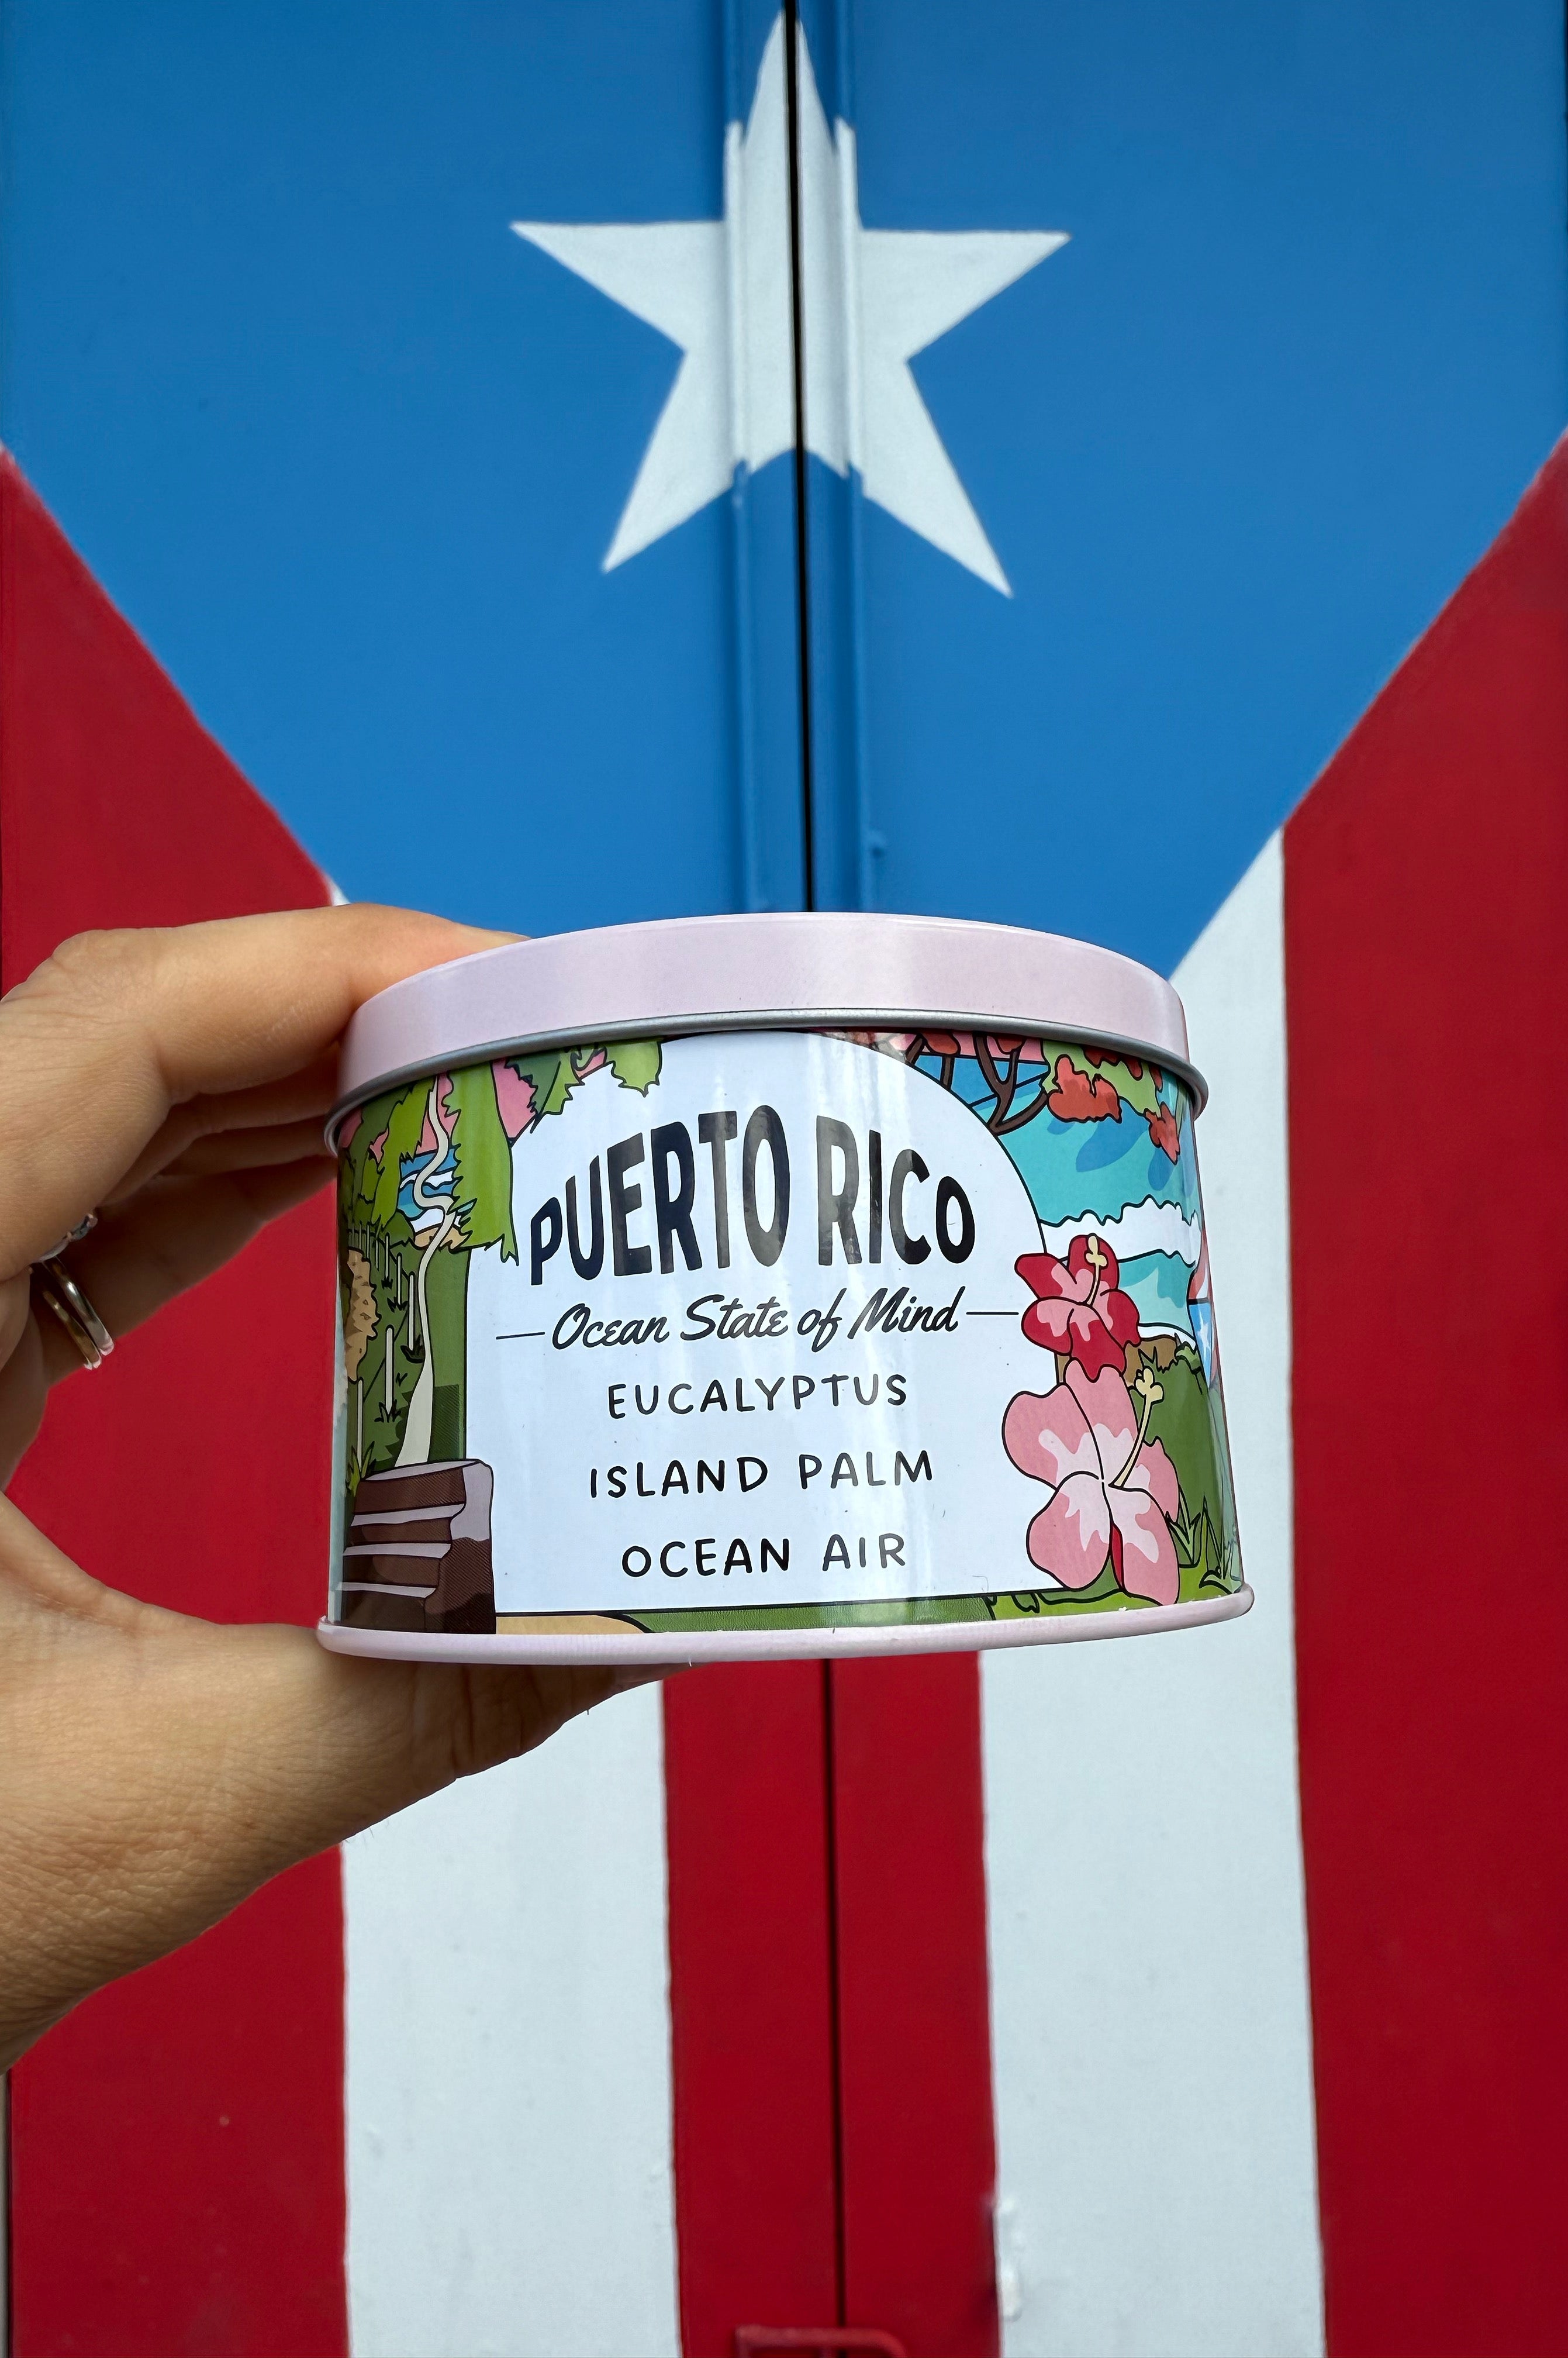 PUERTO RICO
Ocean State of Mind
EUCALYPTUS
ISLAND PALM
OCEAN AIR